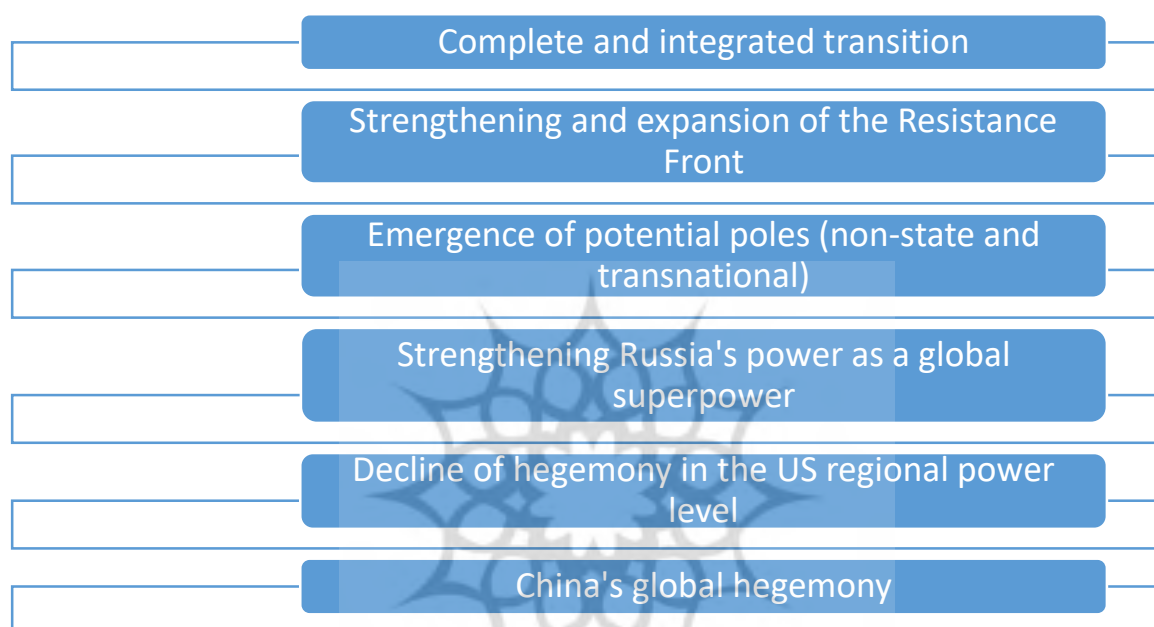 Complete and integrated transition
Strengthening and expansion of the Resistance
Front
Emergence of potential poles (non-state and
transnational)
Strengthening Russia's power as a global
superpower
Decline of hegemony in the US regional power
level
China's global hegemony